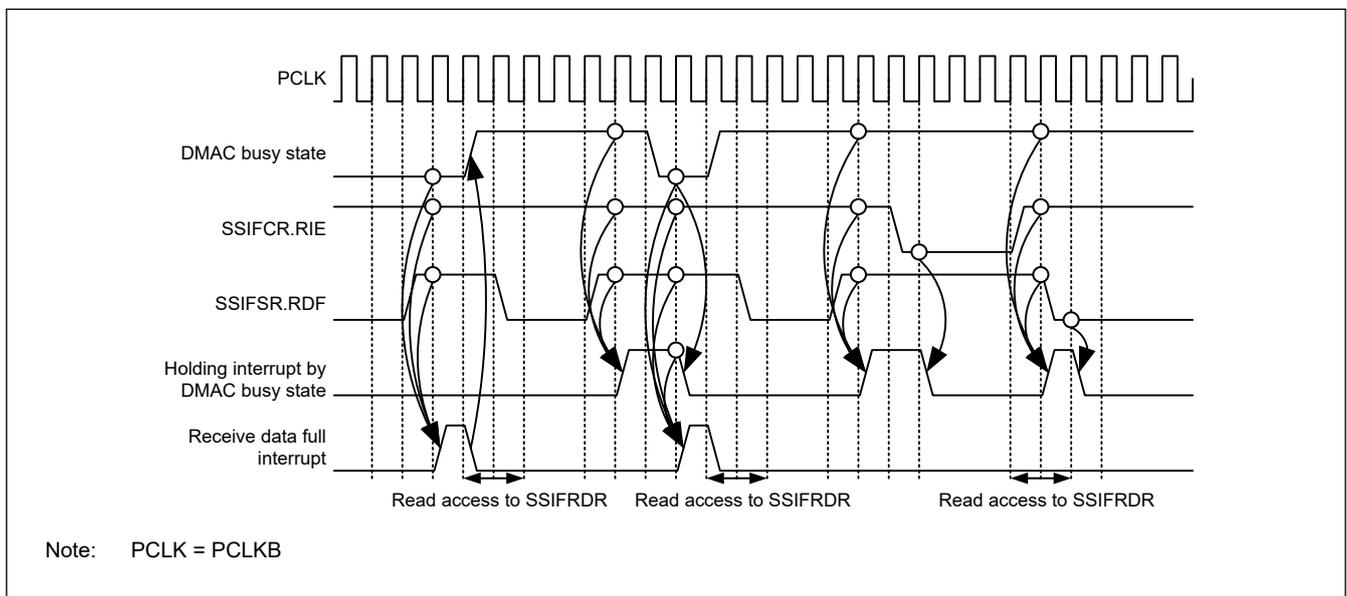 PCLK
DMAC busy state
SSIFCR.RIE
SSIFSR.RDF
Holding interrupt by
DMAC busy state
Receive data full
interrupt
Read access to SSIFRDR Read access to SSIFRDR Read access to SSIFRDR
Note: PCLK = PCLKB